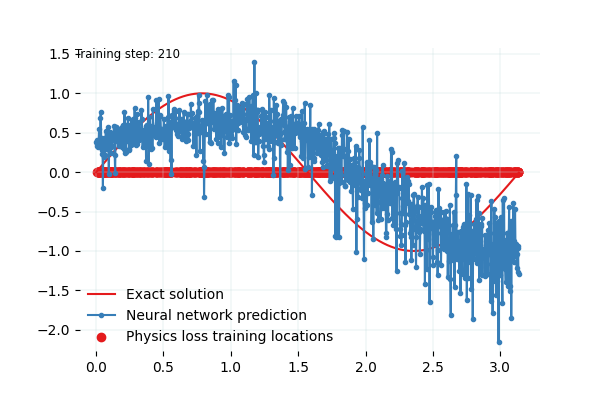 Training step: 210
1.5
1.0
0.5
0.0
−0.5
−1.0
−1.5
−2.0
Exact solution
Neural network prediction
Physics loss training locations
0.0 0.5 1.0 1.5 2.0 2.5 3.0